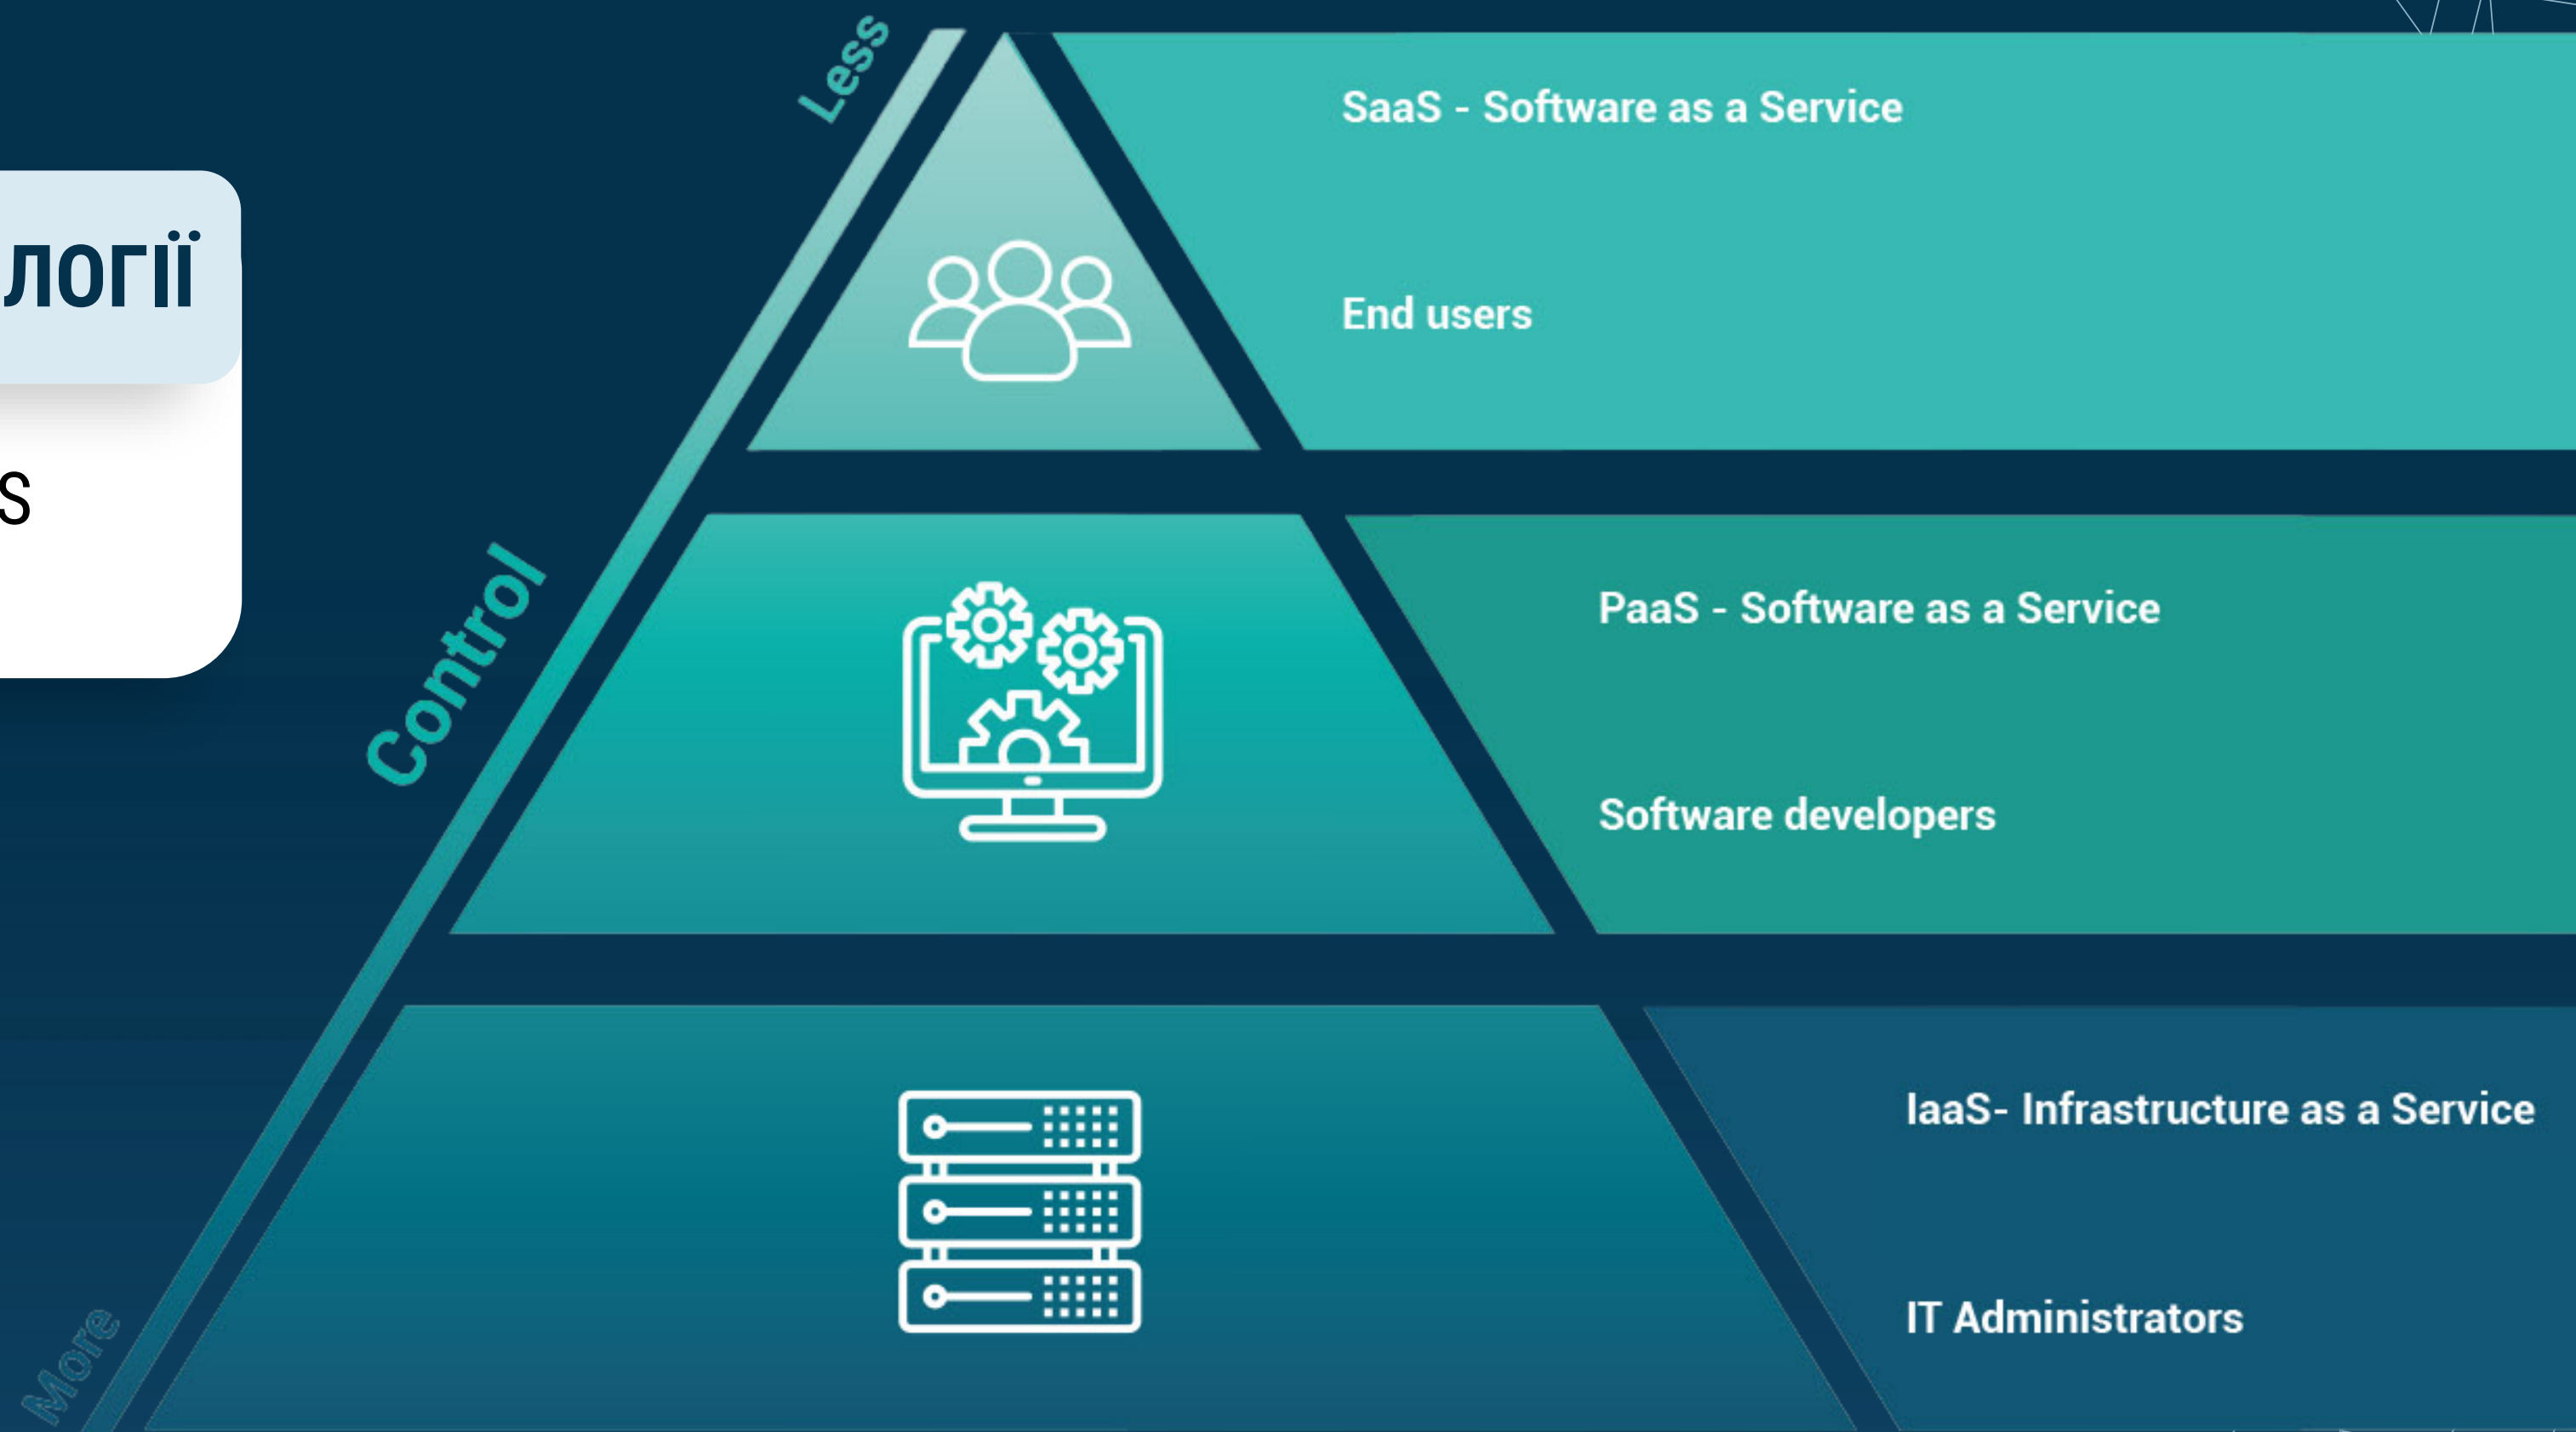 логії
S
Less
Control
More
SaaS - Software as a Service
End users
PaaS - Software as a Service
Software developers
IaaS- Infrastructure as a Service
IT Administrators